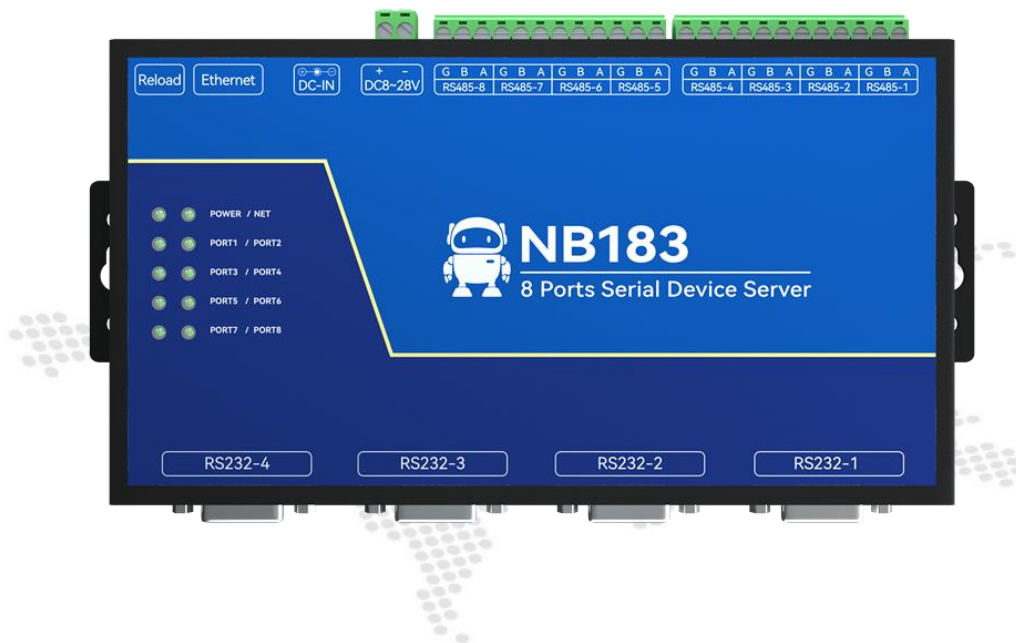 Reload Ethernet DC-IN + - DC8~28V
G B A G B A G B A G B A
RS485-8 RS485-7 RS485-6 RS485-5
G B A G B A G B A G B A
RS485-4 RS485-3 RS485-2 RS485-1
POWER / NET
PORT1 / PORT2
PORT3 / PORT4
PORT5 / PORT6
PORT7 / PORT8
NB183
8 Ports Serial Device Server
RS232-4 RS232-3 RS232-2 RS232-1